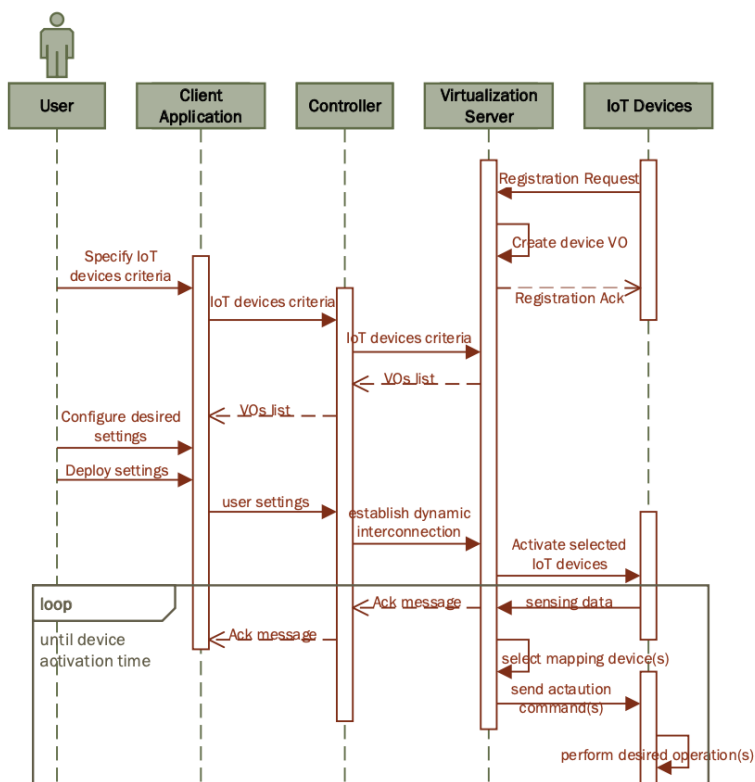 User
Client
Application
Controller
Virtualization
Server
IoT Devices
Registration Request
Create device VO
Specify IoT
devices criteria
Registration Ack
IoT devices criteria
IoT devices criteria
VOs list
VOs list
Configure desired
settings
Deploy settings
user settings
establish dynamic
interconnection
Activate selected
IoT devices
loop
Ack message
sensing data
until device
activation time
Ack message
select mapping device(s)
send actaution
command(s)
perform desired operation(s)